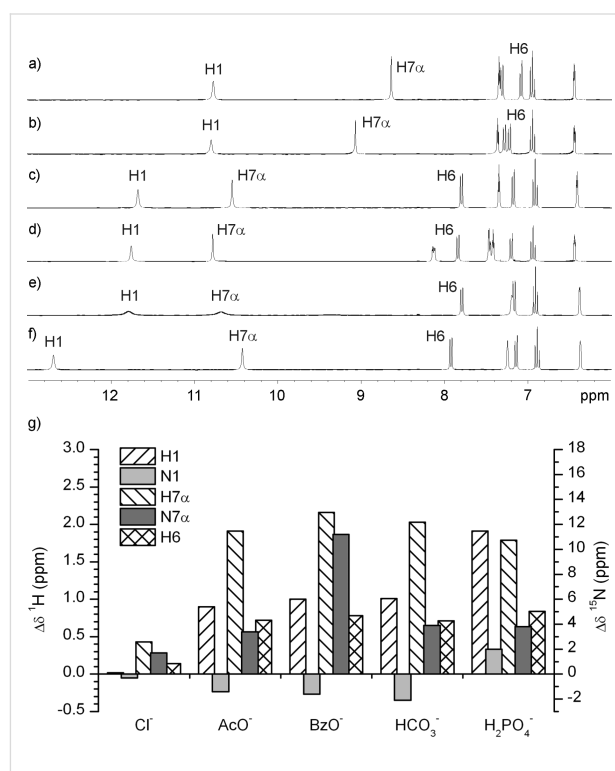 a) H1 H7α H6
b) H1 H7α H6
c) H1 H7α H6
d) H1 H7α H6
e) H1 H7α H6
f) H1 H7α H6
12 11 10 9 8 7 ppm
g)
3.0 18
2.5 16
2.0 14
1.5 12
1.0 10
0.5 8
0.0 6
-0.5 4
2
0
-2
H1
N1
H7α
N7α
H6
Δδ ¹H (ppm)
Δδ ¹⁵N (ppm)
Cl⁻ AcO⁻ BzO⁻ HCO₃⁻ H₂PO₄⁻